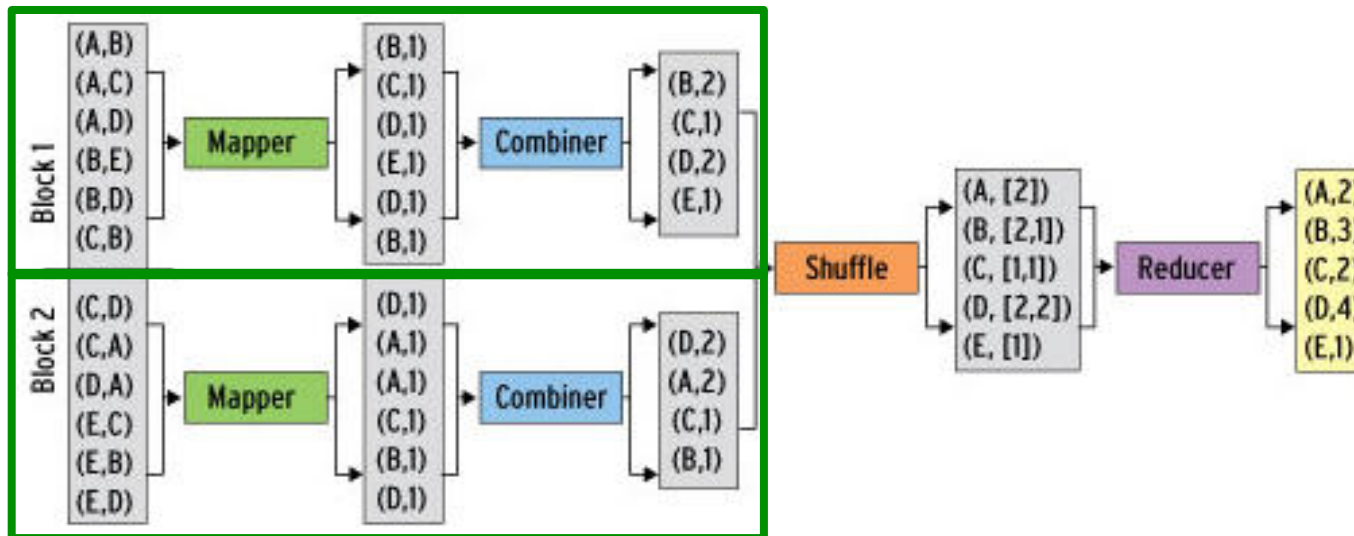 Block 1
(A,B)
(A,C)
(A,D)
(B,E)
(B,D)
(C,B)
Mapper
(B,1)
(C,1)
(D,1)
(E,1)
(D,1)
(B,1)
Combiner
(B,2)
(C,1)
(D,2)
(E,1)
Block 2
(C,D)
(C,A)
(D,A)
(E,C)
(E,B)
(E,D)
Mapper
(D,1)
(A,1)
(A,1)
(C,1)
(B,1)
(D,1)
Combiner
(D,2)
(A,2)
(C,1)
(B,1)
Shuffle
(A, [2])
(B, [2,1])
(C, [1,1])
(D, [2,2])
(E, [1])
Reducer
(A,2)
(B,3)
(C,2)
(D,4)
(E,1)